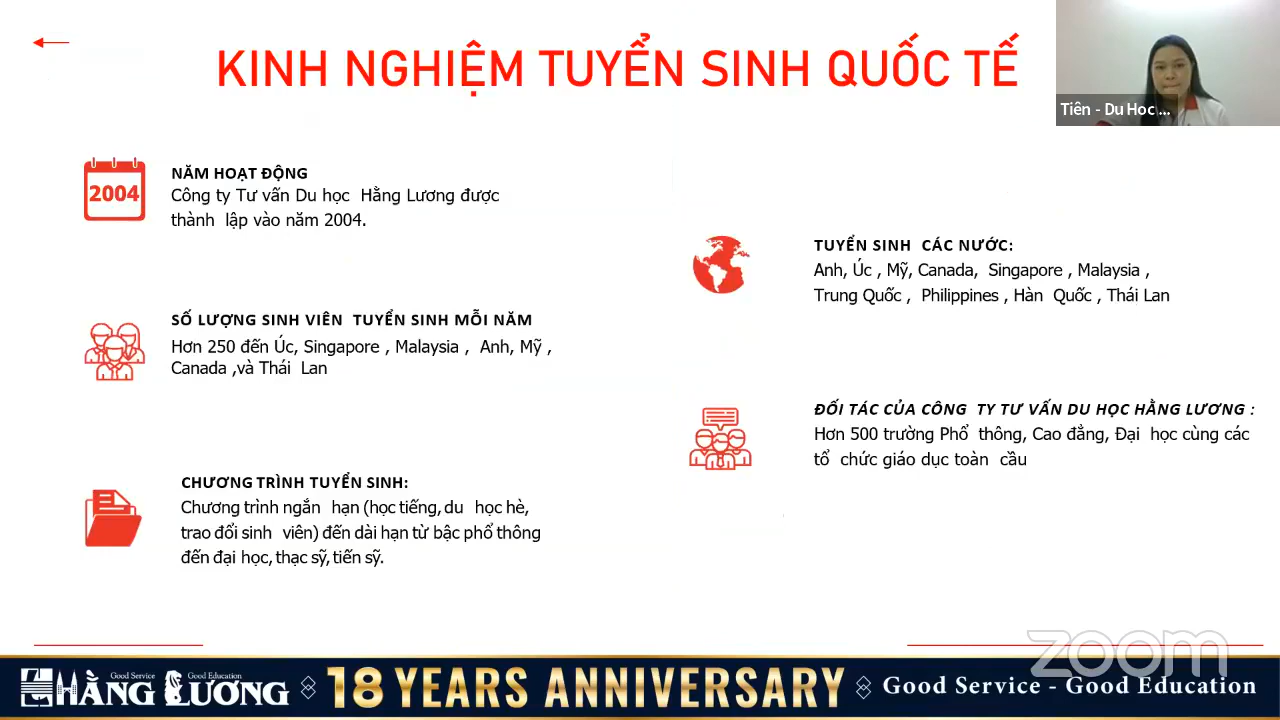 KINH NGHIỆM TUYỂN SINH QUỐC TẾ
Tiên - Du Hoc ...
2004
NĂM HOẠT ĐỘNG
Công ty Tư vấn Du học Hằng Lương được
thành lập vào năm 2004.
SỐ LƯỢNG SINH VIÊN TUYỂN SINH MỖI NĂM
Hơn 250 đến Úc, Singapore , Malaysia , Anh, Mỹ ,
Canada ,và Thái Lan
CHƯƠNG TRÌNH TUYỂN SINH:
Chương trình ngắn hạn (học tiếng, du học hè,
trao đổi sinh viên) đến dài hạn từ bậc phổ thông
đến đại học, thạc sỹ, tiến sỹ.
TUYỂN SINH CÁC NƯỚC:
Anh, Úc , Mỹ, Canada, Singapore , Malaysia ,
Trung Quốc , Philippines , Hàn Quốc , Thái Lan
ĐỐI TÁC CỦA CÔNG TY TƯ VẤN DU HỌC HẰNG LƯƠNG :
Hơn 500 trường Phổ thông, Cao đẳng, Đại học cùng các
tổ chức giáo dục toàn cầu
zoom
Good Service Good Education
HẰNG LƯƠNG 18 YEARS ANNIVERSARY Good Service - Good Education